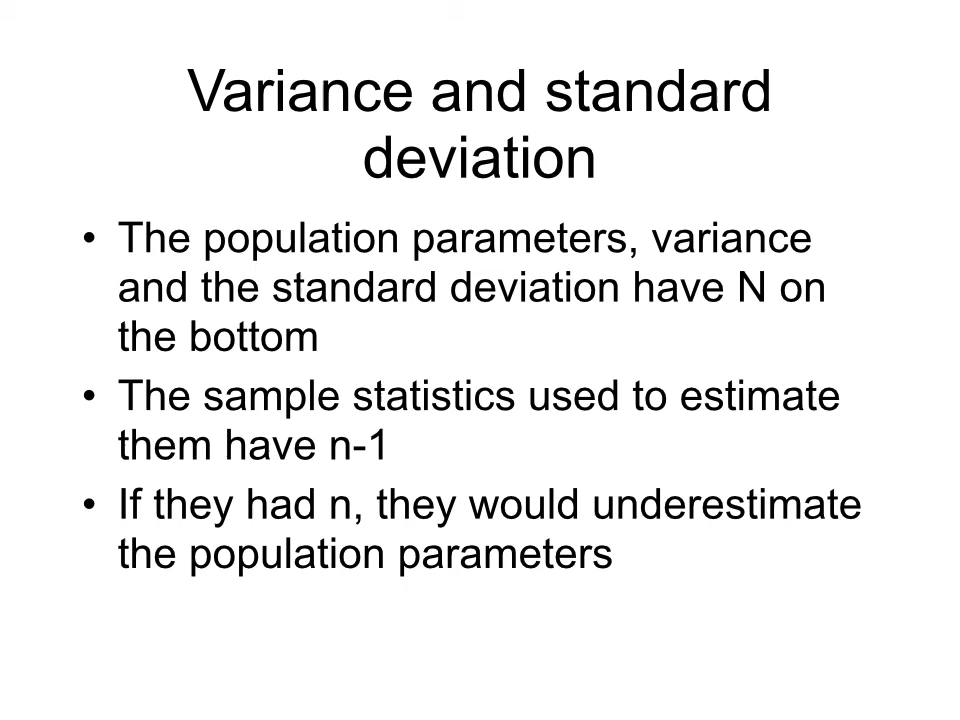 Variance and standard
deviation
• The population parameters, variance
and the standard deviation have N on
the bottom
• The sample statistics used to estimate
them have n-1
• If they had n, they would underestimate
the population parameters